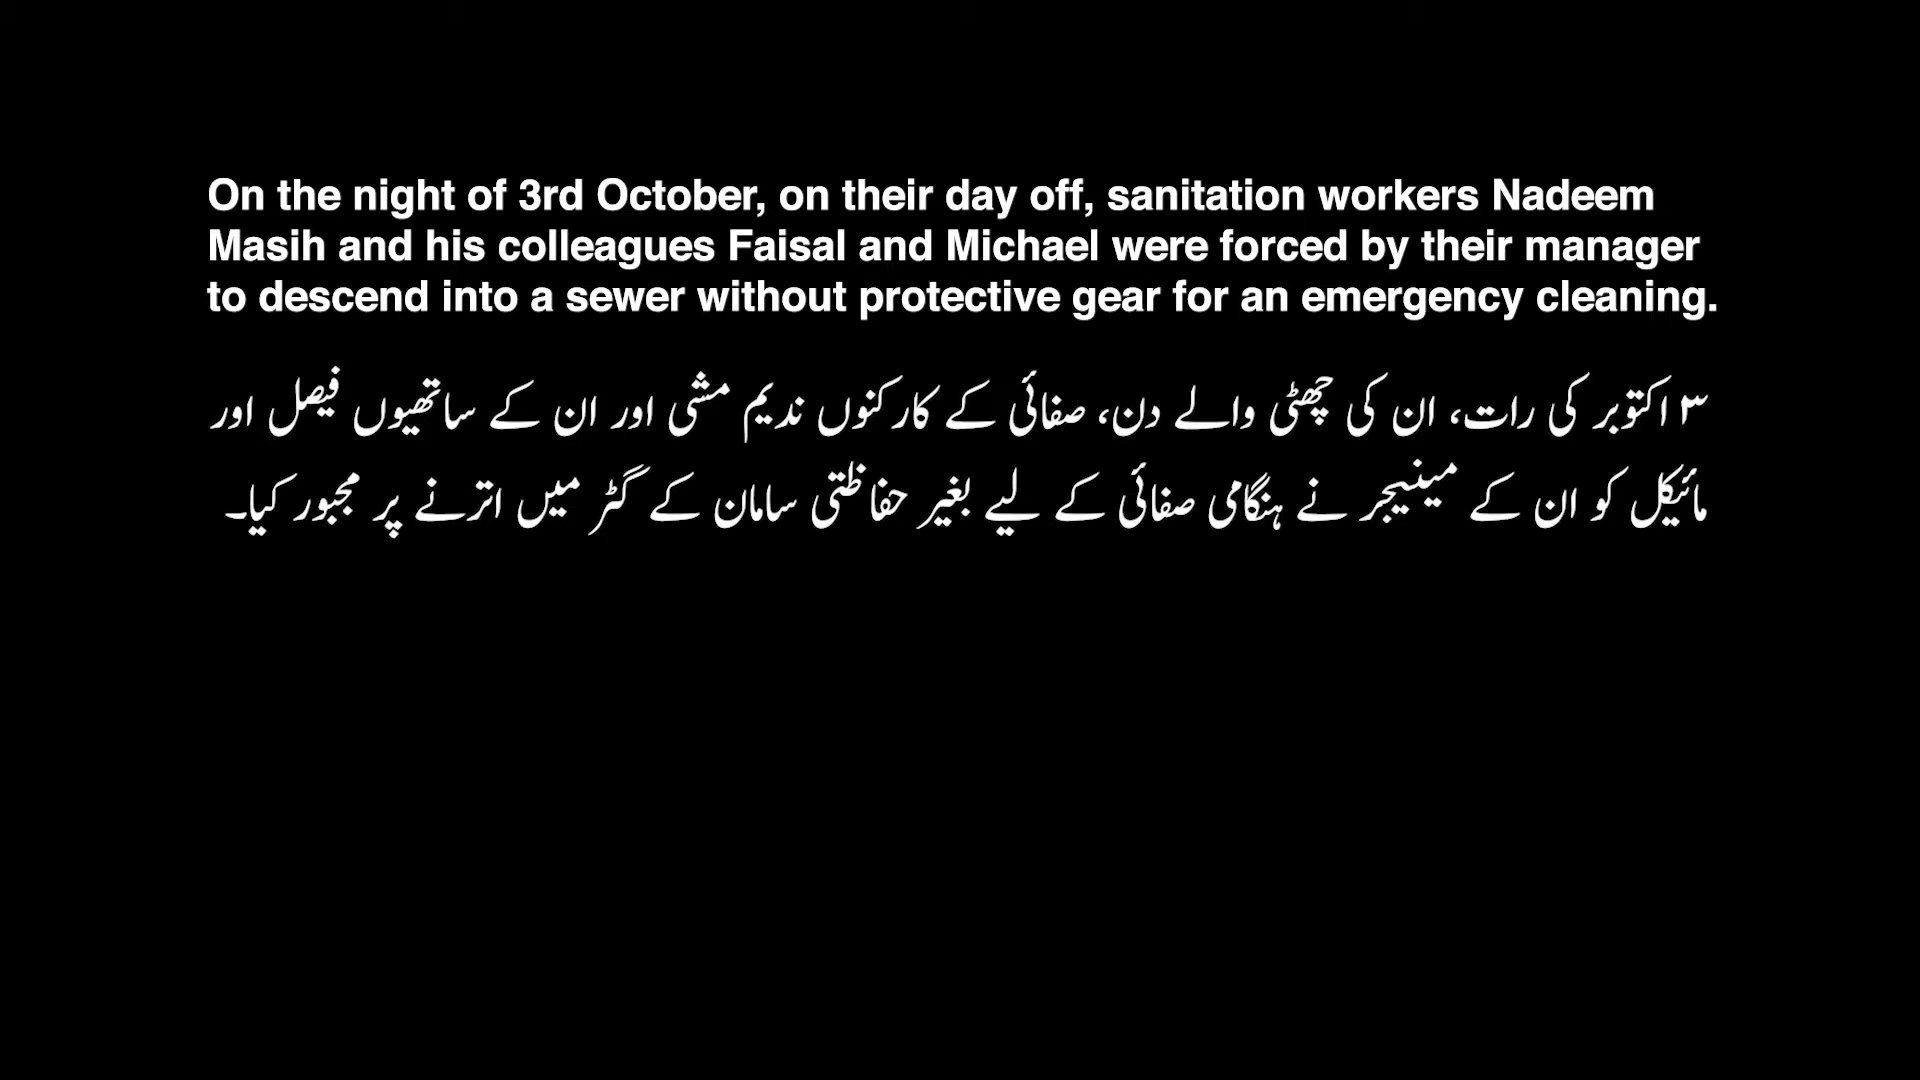 On the night of 3rd October, on their day off, sanitation workers Nadeem
Masih and his colleagues Faisal and Michael were forced by their manager
to descend into a sewer without protective gear for an emergency cleaning.
۳ اکتوبر کی رات، ان کی چھٹی والے دن، صفائی کے کارکنوں ندیم مشی اور ان کے ساتھیوں فیصل اور
مائیکل کو ان کے مینیجر نے ہنگامی صفائی کے لیے بغیر حفاظتی سامان کے گٹر میں اترنے پر مجبور کیا۔